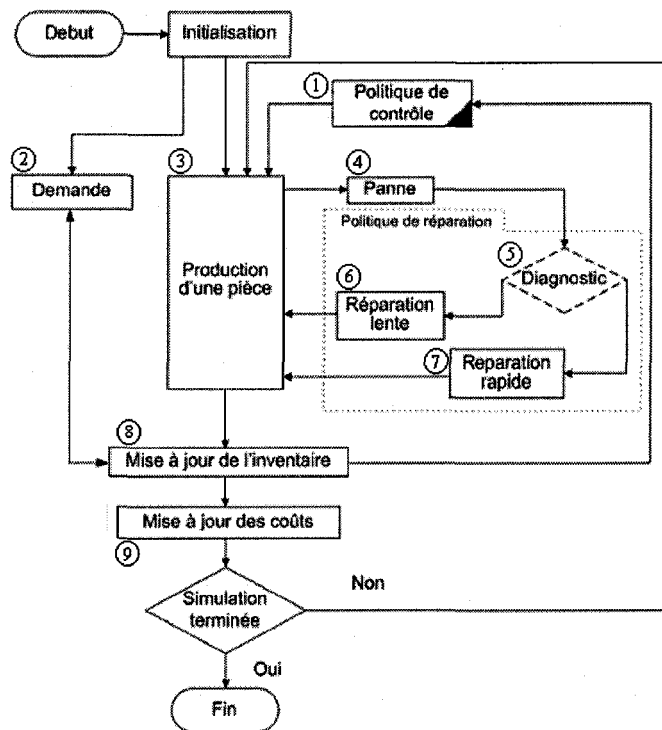 Debut
Initialisation
①
Politique de
contrôle
②
Demande
③
Production
d'une pièce
④
Panne
Politique de réparation
⑤
Diagnostic
⑥
Réparation
lente
⑦
Reparation
rapide
⑧
Mise à jour de l'inventaire
Mise à jour des coûts
⑨
Simulation
terminée
Non
Oui
Fin